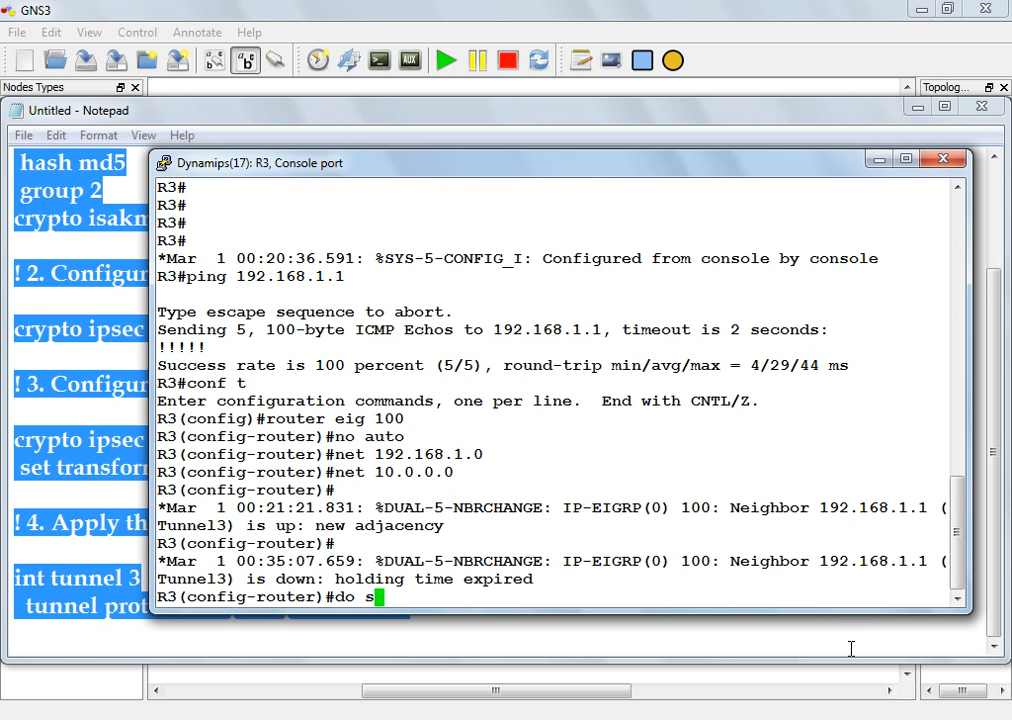 GNS3
File Edit View Control Annotate Help
Nodes Types
Topolog...
Untitled - Notepad
File Edit Format View Help
hash md5
group 2
crypto isakm
! 2. Configur
crypto ipsec
! 3. Configur
crypto ipsec
set transform
! 4. Apply th
int tunnel 3
tunnel prot
Dynamips(17): R3, Console port
R3#
R3#
R3#
R3#
*Mar  1 00:20:36.591: %SYS-5-CONFIG_I: Configured from console by console
R3#ping 192.168.1.1
Type escape sequence to abort.
Sending 5, 100-byte ICMP Echos to 192.168.1.1, timeout is 2 seconds:
!!!!!
Success rate is 100 percent (5/5), round-trip min/avg/max = 4/29/44 ms
R3#conf t
Enter configuration commands, one per line.  End with CNTL/Z.
R3(config)#router eig 100
R3(config-router)#no auto
R3(config-router)#net 192.168.1.0
R3(config-router)#net 10.0.0.0
R3(config-router)#
*Mar  1 00:21:21.831: %DUAL-5-NBRCHANGE: IP-EIGRP(0) 100: Neighbor 192.168.1.1 (
Tunnel3) is up: new adjacency
R3(config-router)#
*Mar  1 00:35:07.659: %DUAL-5-NBRCHANGE: IP-EIGRP(0) 100: Neighbor 192.168.1.1 (
Tunnel3) is down: holding time expired
R3(config-router)#do s